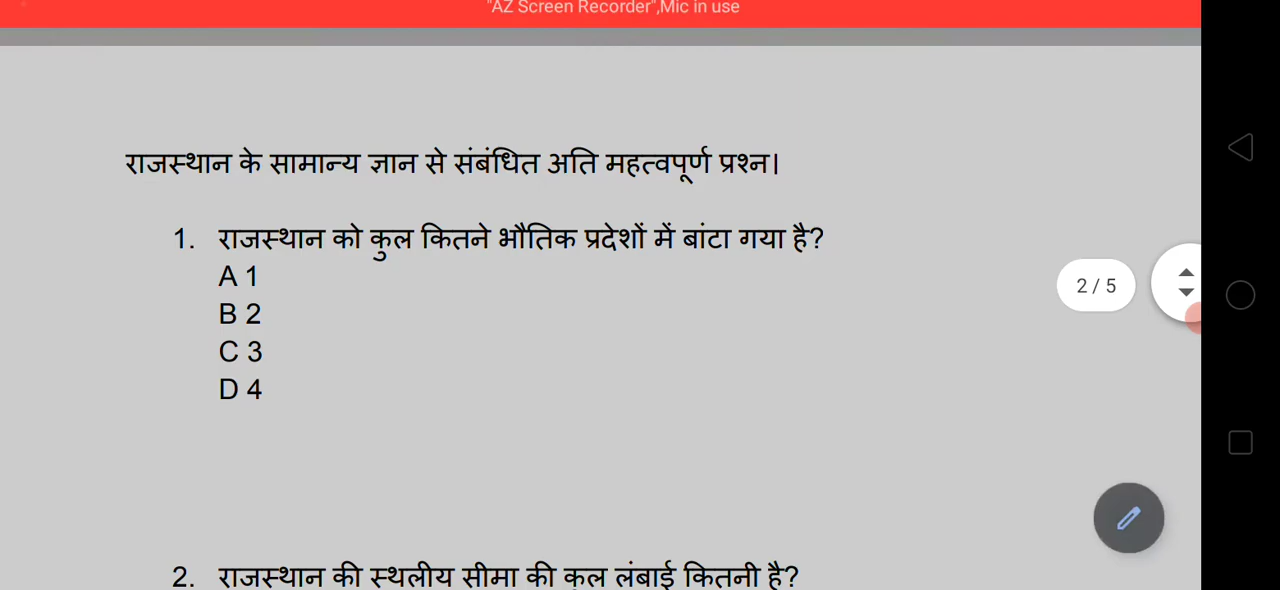 "AZ Screen Recorder",Mic in use
राजस्थान के सामान्य ज्ञान से संबंधित अति महत्वपूर्ण प्रश्न।
1. राजस्थान को कुल कितने भौतिक प्रदेशों में बांटा गया है?
A 1
B 2
2 / 5
C 3
D 4
2. राजस्थान की स्थलीय सीमा की कुल लंबाई कितनी है?